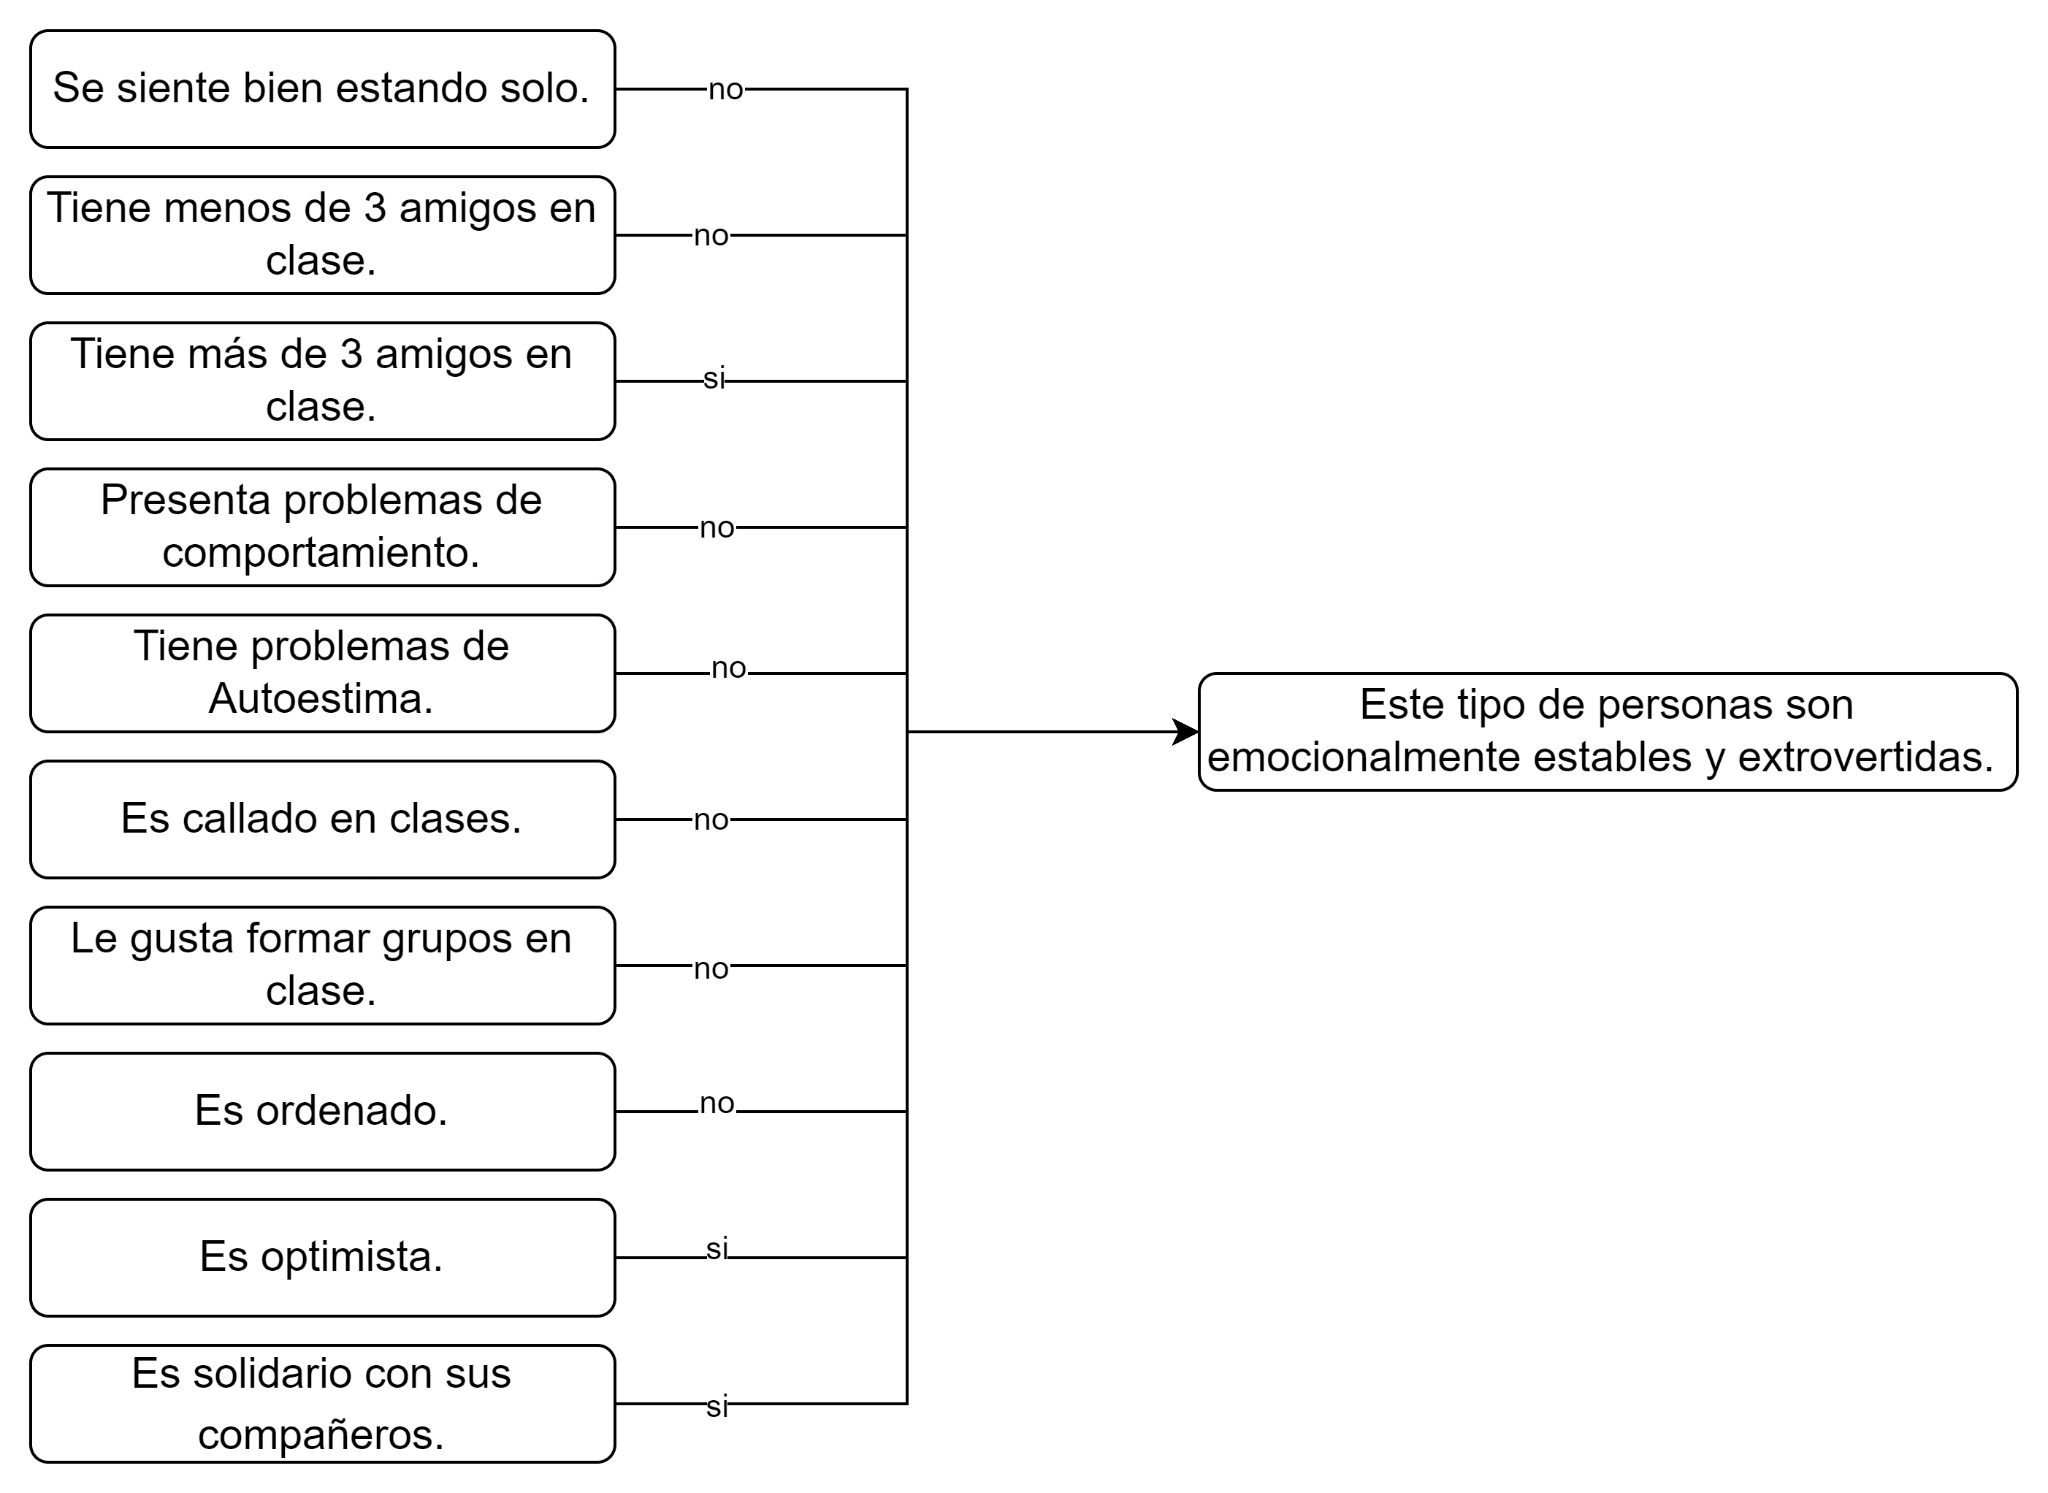 Se siente bien estando solo.
no
Tiene menos de 3 amigos en
clase.
no
Tiene más de 3 amigos en
clase.
si
Presenta problemas de
comportamiento.
no
Tiene problemas de
Autoestima.
no
Es callado en clases.
no
Le gusta formar grupos en
clase.
no
Es ordenado.
no
Es optimista.
si
Es solidario con sus
compañeros.
si
Este tipo de personas son
emocionalmente estables y extrovertidas.